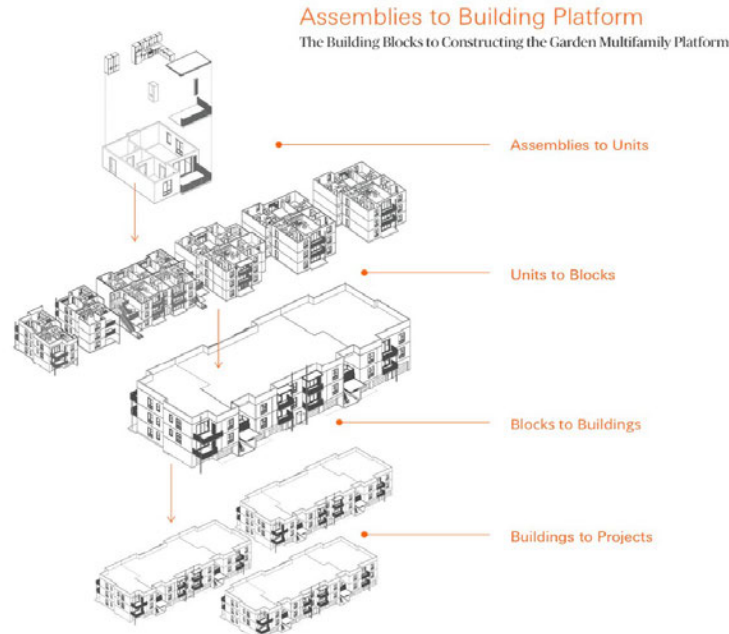 Assemblies to Building Platform
The Building Blocks to Constructing the Garden Multifamily Platform
Assemblies to Units
Units to Blocks
Blocks to Buildings
Buildings to Projects